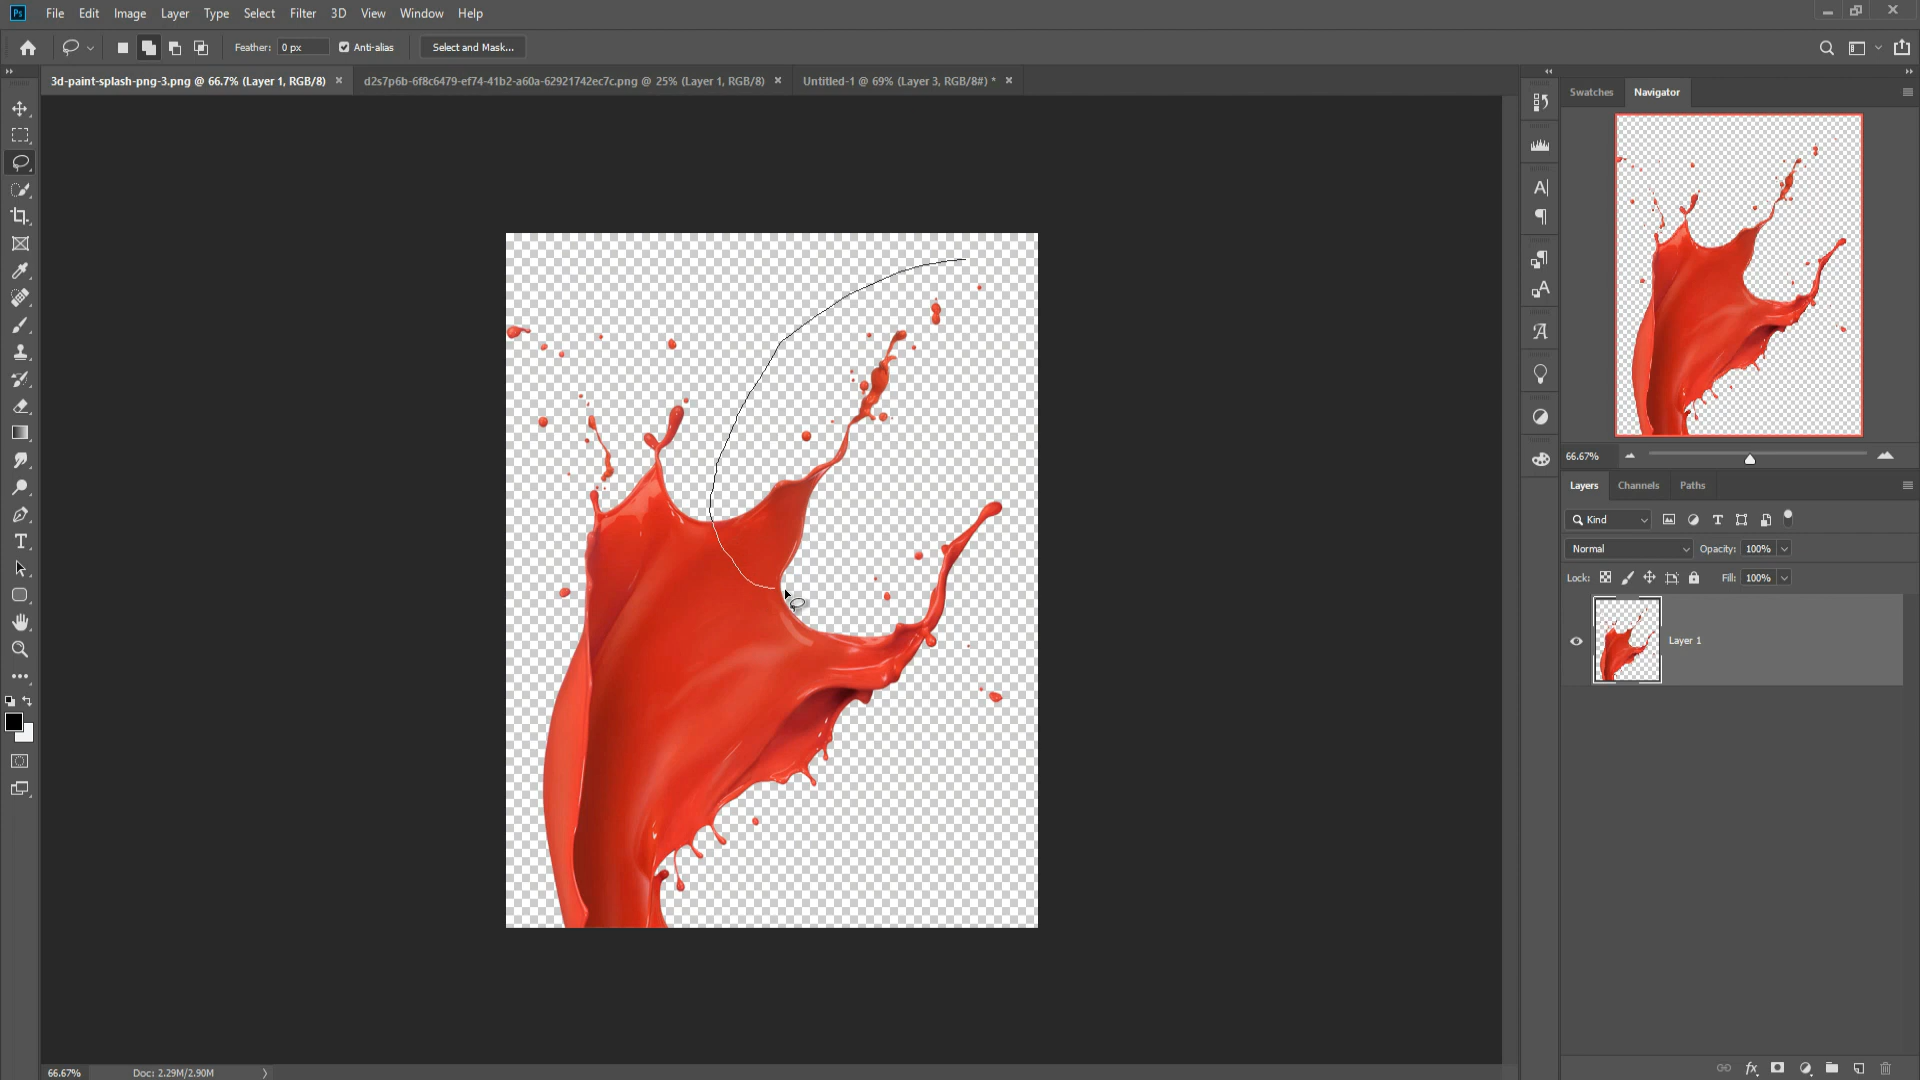 Ps File Edit Image Layer Type Select Filter 3D View Window Help
Feather: 0 px Anti-alias Select and Mask...
3d-paint-splash-png-3.png @ 66.7% (Layer 1, RGB/8) × d2s7p6b-6f8c6479-ef74-41b2-a60a-62921742ec7c.png @ 25% (Layer 1, RGB/8) × Untitled-1 @ 69% (Layer 3, RGB/8#) * ×
Swatches Navigator
66.67%
Layers Channels Paths
Kind
Normal Opacity: 100%
Lock: Fill: 100%
Layer 1
66.67% Doc: 2.29M/2.90M